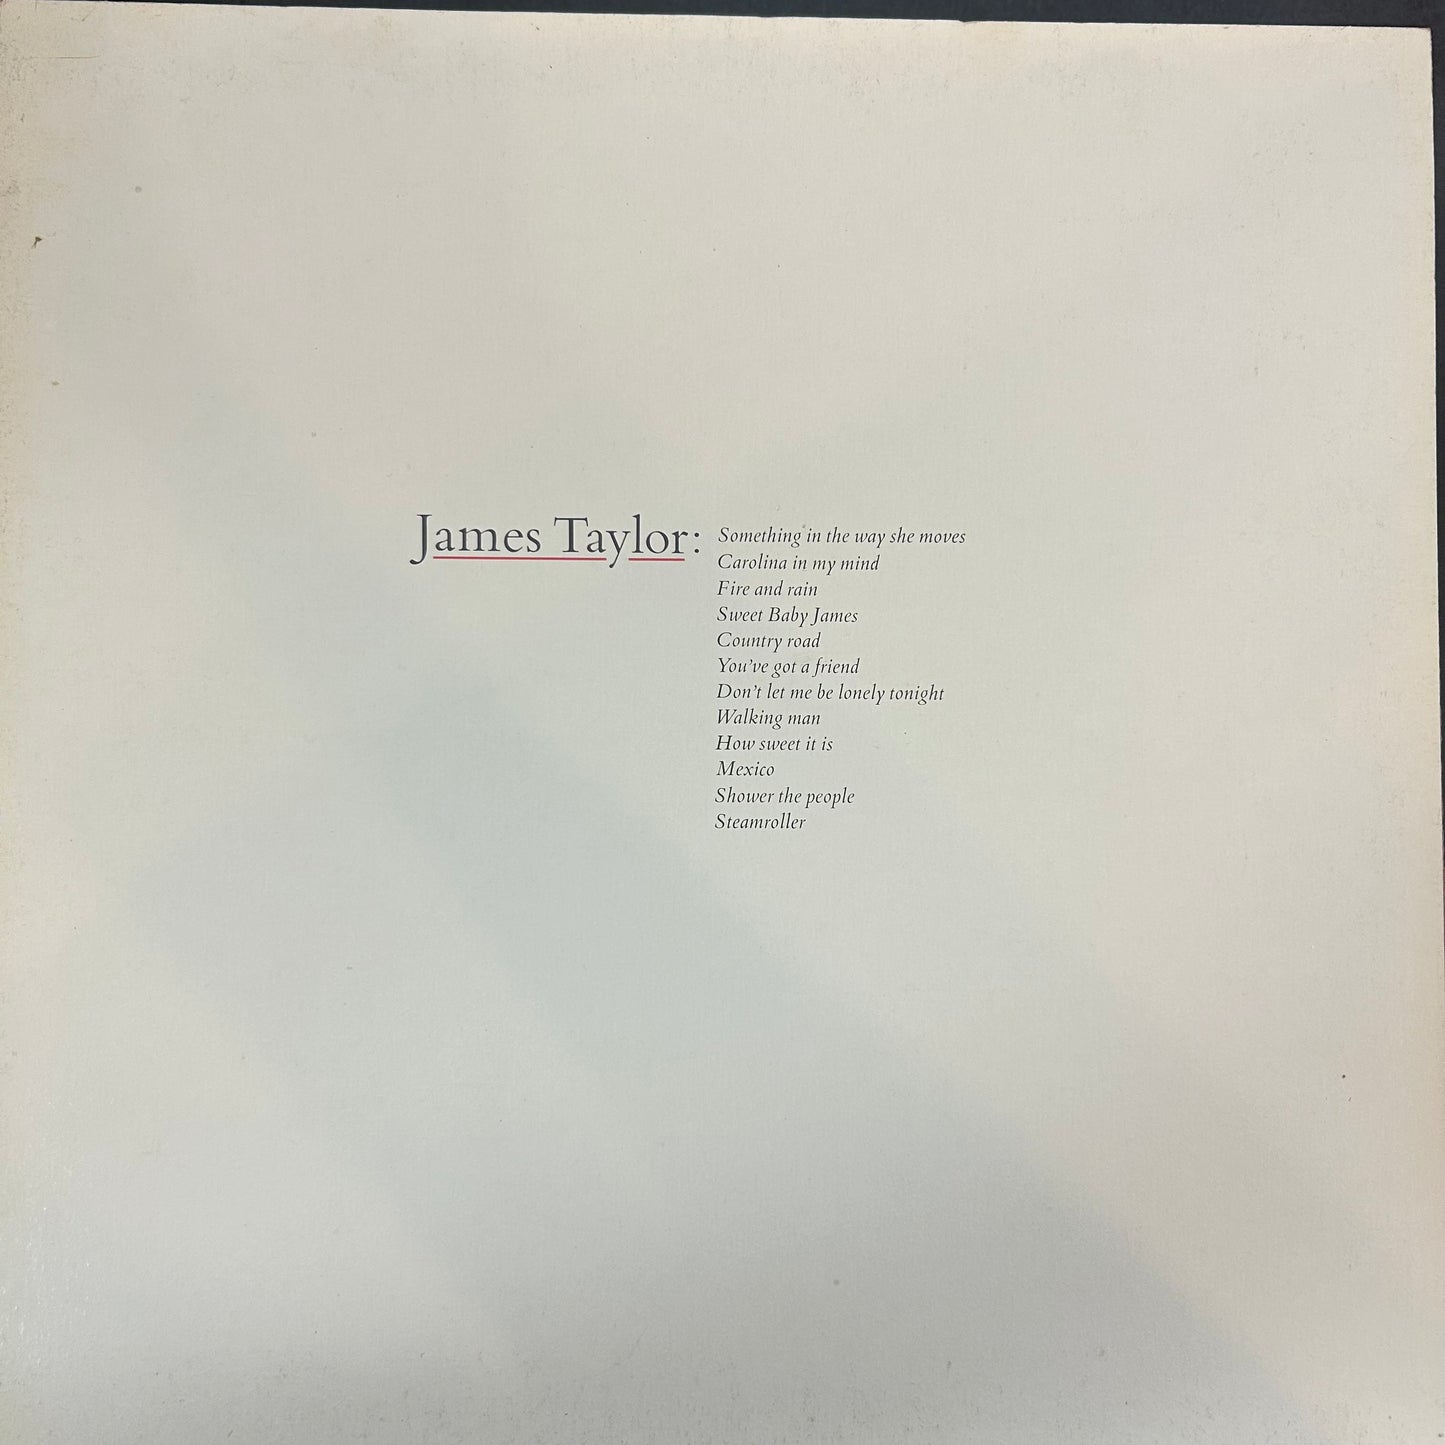 James Taylor: Something in the way she moves
Carolina in my mind
Fire and rain
Sweet Baby James
Country road
You've got a friend
Don't let me be lonely tonight
Walking man
How sweet it is
Mexico
Shower the people
Steamroller